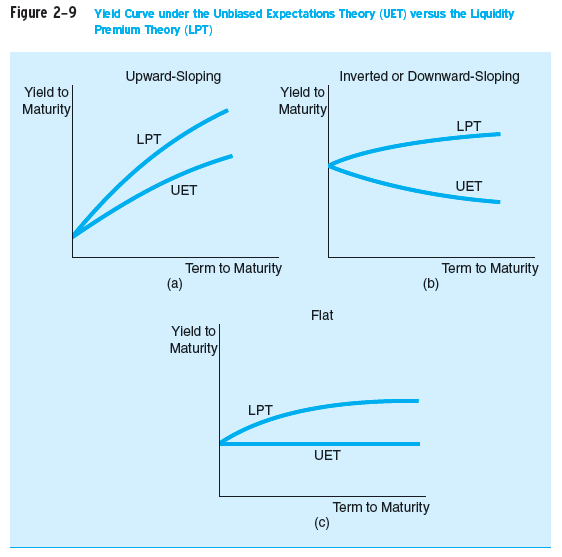 Figure 2–9 Yield Curve under the Unbiased Expectations Theory (UET) versus the Liquidity
Premium Theory (LPT)
Upward-Sloping
Yield to
Maturity
LPT
UET
Term to Maturity
(a)
Inverted or Downward-Sloping
Yield to
Maturity
LPT
UET
Term to Maturity
(b)
Flat
Yield to
Maturity
LPT
UET
Term to Maturity
(c)